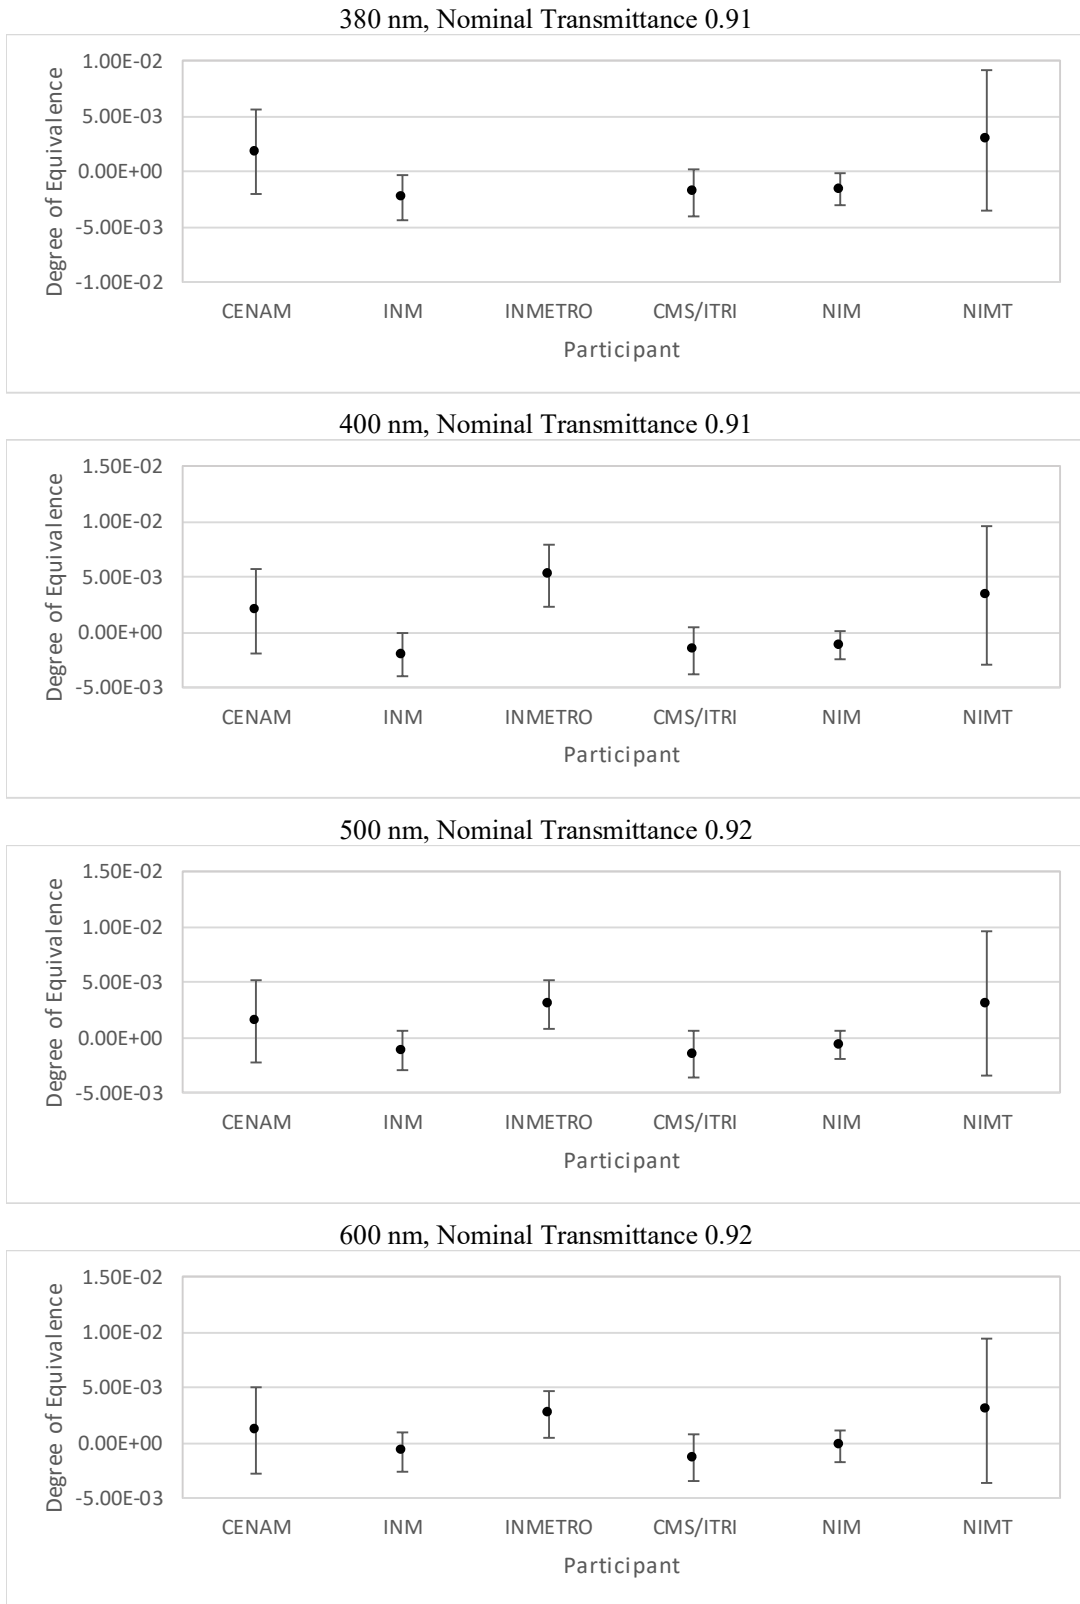 380 nm, Nominal Transmittance 0.91
Degree of Equivalence
1.00E-02
5.00E-03
0.00E+00
-5.00E-03
-1.00E-02
CENAM INM INMETRO CMS/ITRI NIM NIMT
Participant
400 nm, Nominal Transmittance 0.91
Degree of Equivalence
1.50E-02
1.00E-02
5.00E-03
0.00E+00
-5.00E-03
CENAM INM INMETRO CMS/ITRI NIM NIMT
Participant
500 nm, Nominal Transmittance 0.92
Degree of Equivalence
1.50E-02
1.00E-02
5.00E-03
0.00E+00
-5.00E-03
CENAM INM INMETRO CMS/ITRI NIM NIMT
Participant
600 nm, Nominal Transmittance 0.92
Degree of Equivalence
1.50E-02
1.00E-02
5.00E-03
0.00E+00
-5.00E-03
CENAM INM INMETRO CMS/ITRI NIM NIMT
Participant